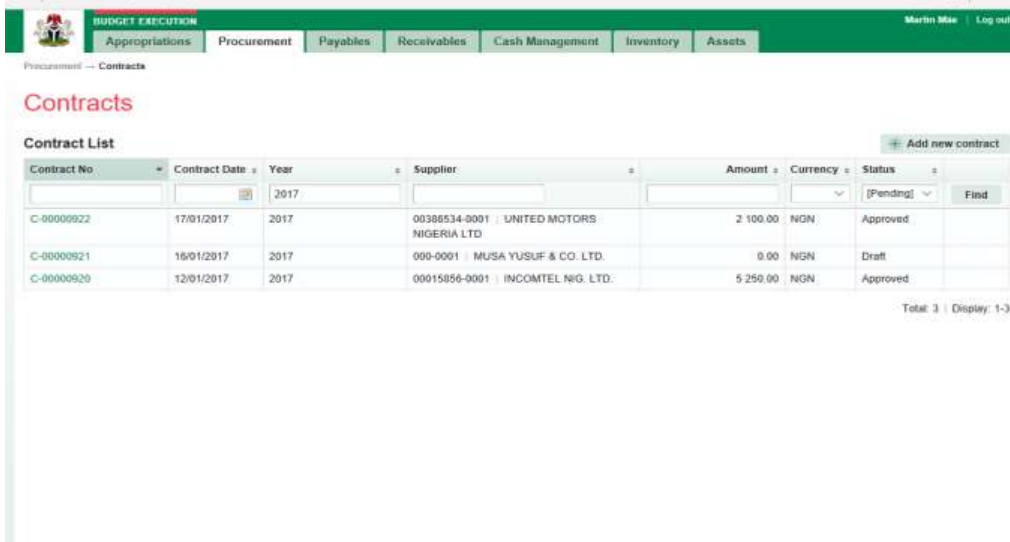 BUDGET EXECUTION
Martin Mae | Log out
Appropriations Procurement Payables Receivables Cash Management Inventory Assets
Procurement → Contracts
Contracts
Contract List
Add new contract
Contract No Contract Date Year Supplier Amount Currency Status
2017 [Pending] Find
C-00000922 17/01/2017 2017 00386534-0001 | UNITED MOTORS NIGERIA LTD 2 100.00 NGN Approved
C-00000921 16/01/2017 2017 000-0001 | MUSA YUSUF & CO. LTD. 0.00 NGN Draft
C-00000920 12/01/2017 2017 00015856-0001 | INCOMTEL NIG. LTD. 5 250.00 NGN Approved
Total: 3 | Display: 1-3